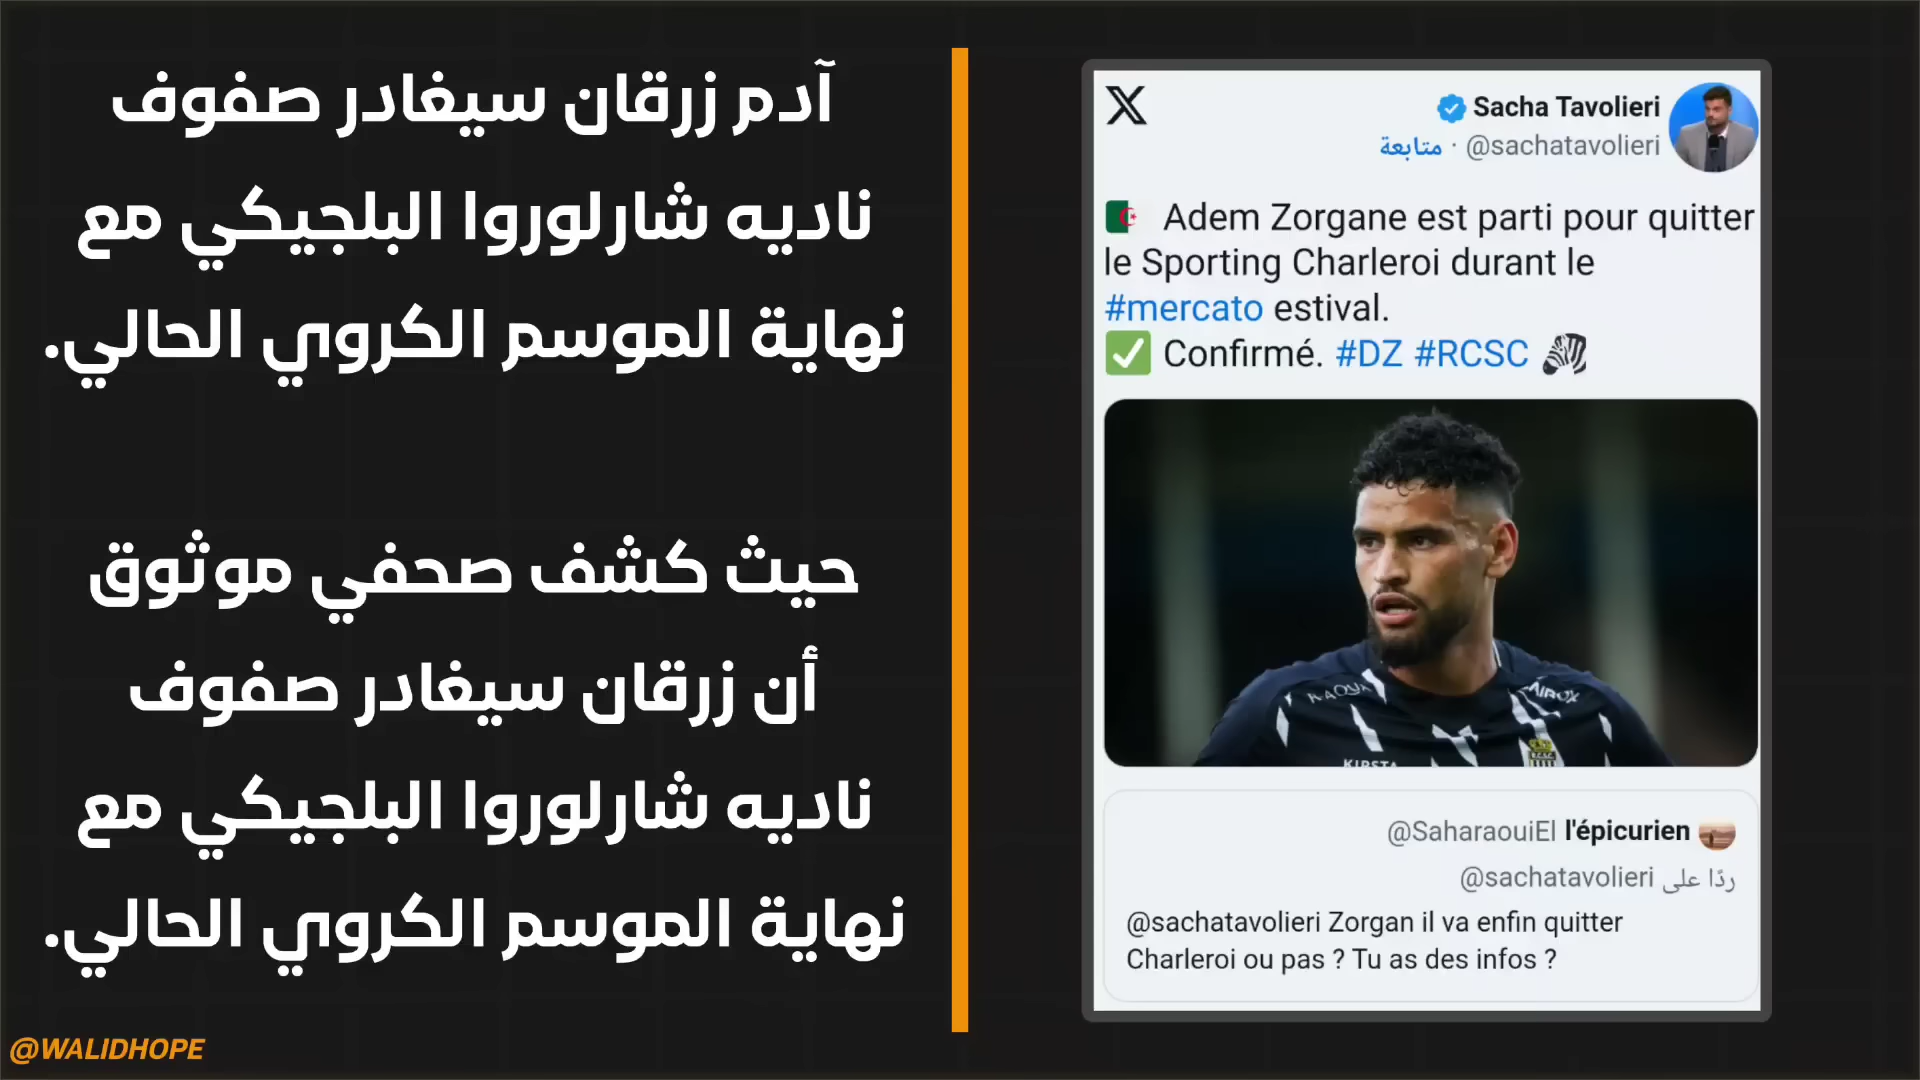 آدم زرقان سيغادر صفوف
ناديه شارلوروا البلجيكي مع
نهاية الموسم الكروي الحالي.
حيث كشف صحفي موثوق
أن زرقان سيغادر صفوف
ناديه شارلوروا البلجيكي مع
نهاية الموسم الكروي الحالي.
@WALIDHOPE
Sacha Tavolieri
@sachatavolieri · متابعة
Adem Zorgane est parti pour quitter
le Sporting Charleroi durant le
#mercato estival.
Confirmé. #DZ #RCSC
KIPSTA
l'épicurien @SaharaouiEl
ردًا على @sachatavolieri
@sachatavolieri Zorgan il va enfin quitter
Charleroi ou pas ? Tu as des infos ?